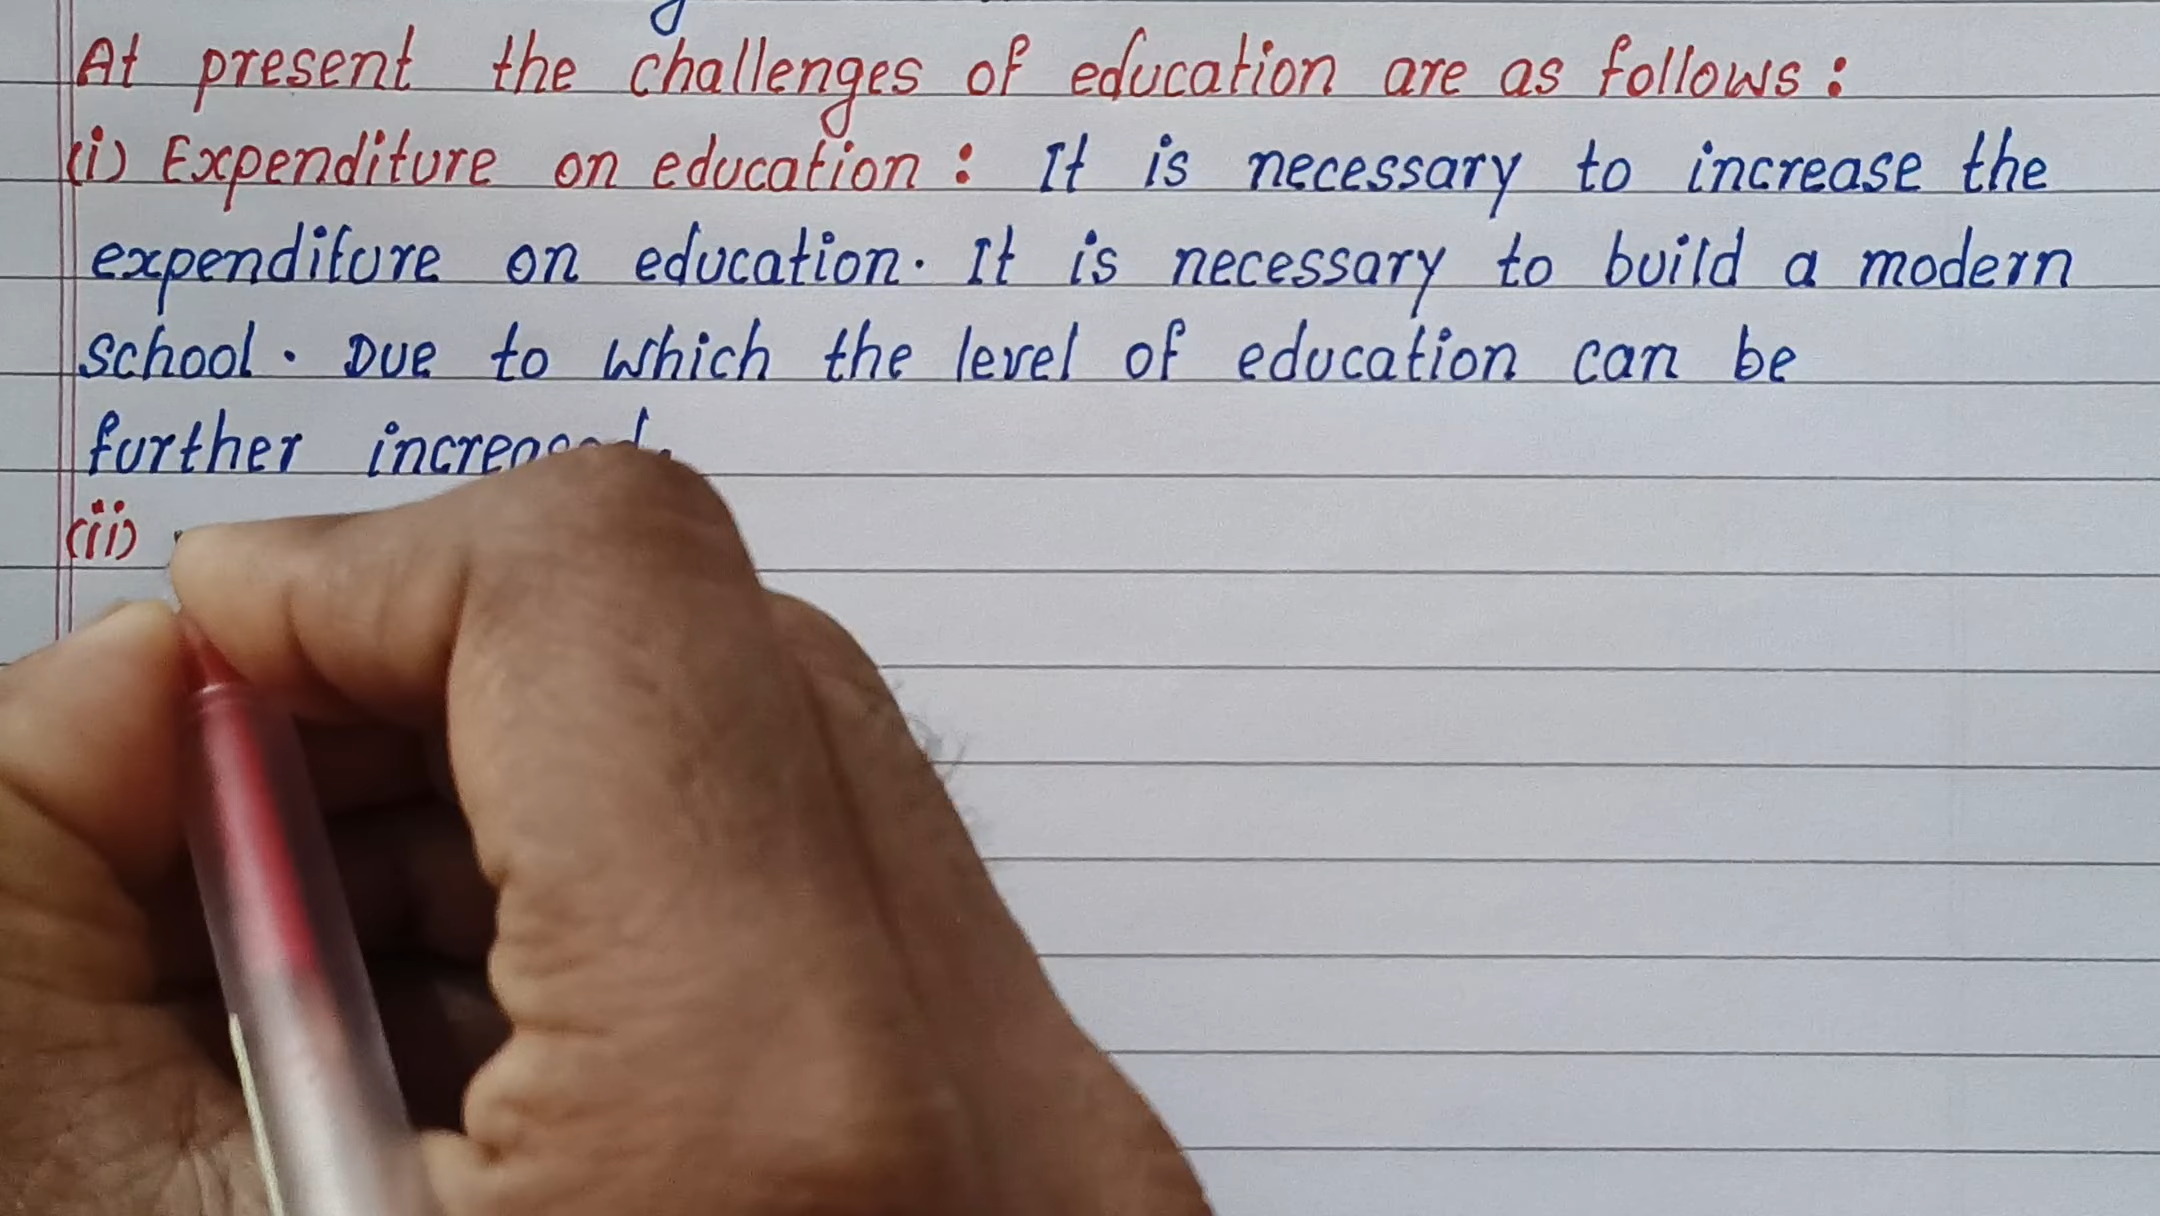 At present the challenges of education are as follows :
(i) Expenditure on education : It is necessary to increase the
expenditure on education. It is necessary to build a modern
school. Due to which the level of education can be
further increased.
(ii)